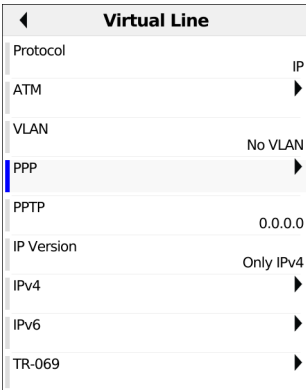 Virtual Line
Protocol
IP
ATM
VLAN
No VLAN
PPP
PPTP
0.0.0.0
IP Version
Only IPv4
IPv4
IPv6
TR-069